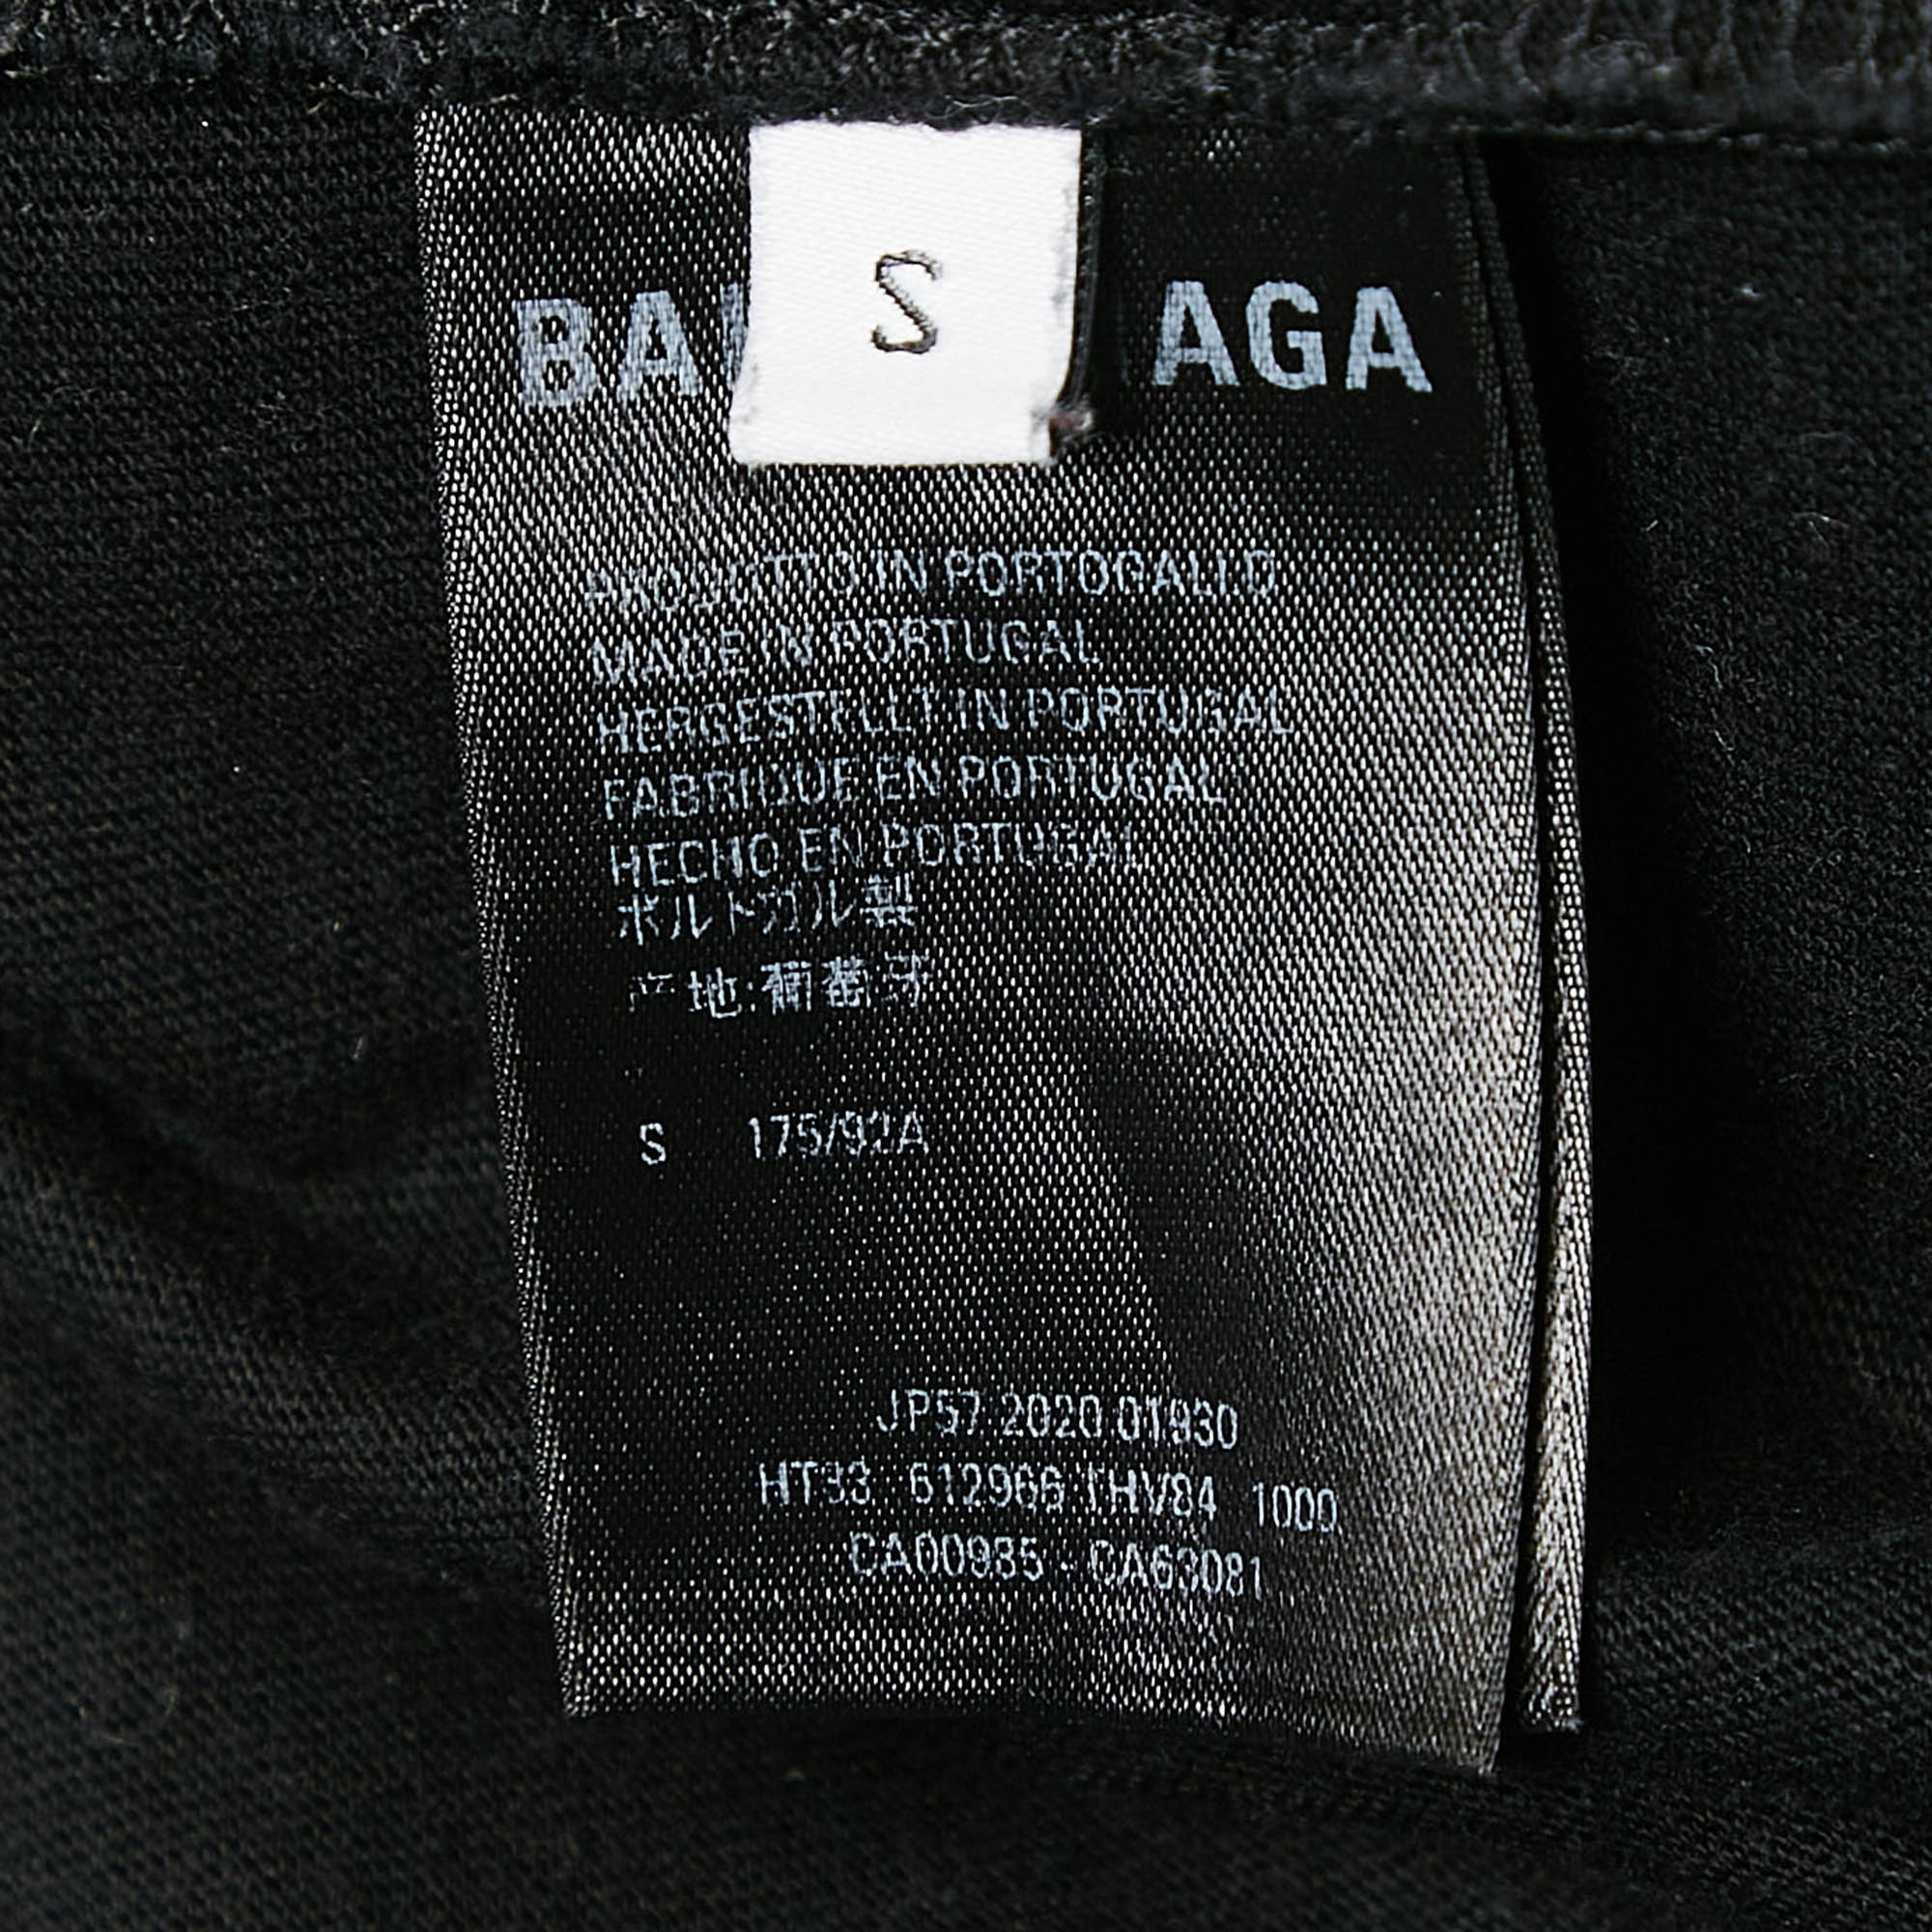 S
BAL AGA
PRODOTTO IN PORTOGALLO
MADE IN PORTUGAL
HERGESTELLT IN PORTUGAL
FABRIQUE EN PORTUGAL
HECHO EN PORTUGAL
ポルトガル製
产地:葡萄牙
S 175/92A
JP57 2020 01930
HT33 612966 THV84 1000
CA00985 - CA63081